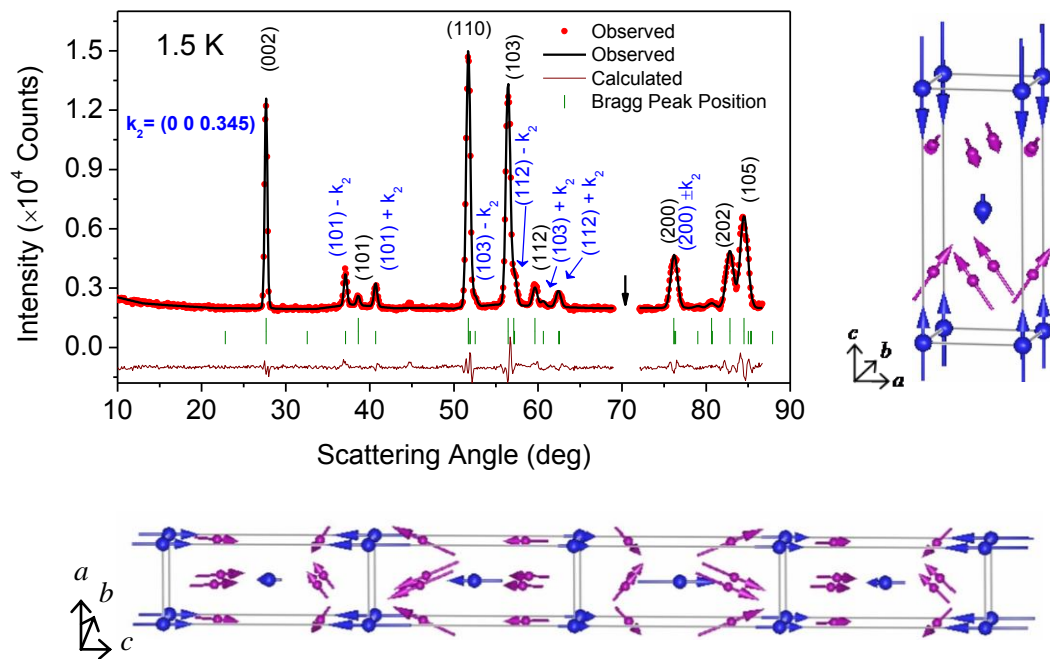 1.5 K
k2= (0 0 0.345)
(002)
(101) - k2
(101)
(101) + k2
(110)
(103) - k2
(103)
(112) - k2
(112)
(103) + k2
(112) + k2
(200)
(200) ±k2
(202)
(105)
Observed
Observed
Calculated
Bragg Peak Position
Intensity (×10^4 Counts)
1.5
1.2
0.9
0.6
0.3
0.0
10 20 30 40 50 60 70 80 90
Scattering Angle (deg)
c
b
a
a
b
c